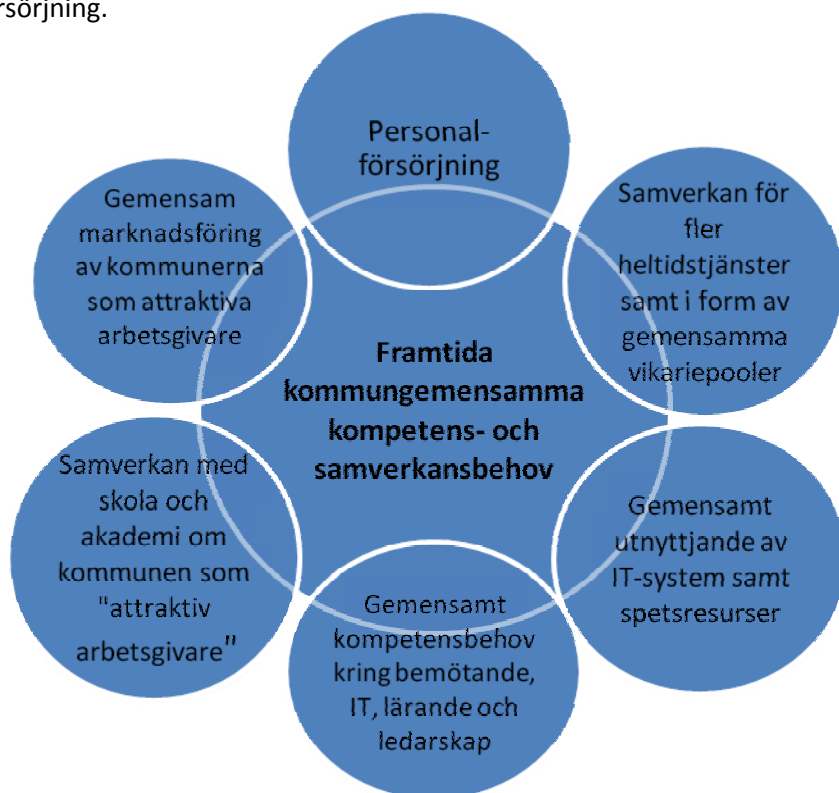 rsörjning.
Personal-
försörjning
Gemensam
marknadsföring
av kommunerna
som attraktiva
arbetsgivare
Samverkan för
fler
heltidstjänster
samt i form av
gemensamma
vikariepooler
Framtida
kommungemensamma
kompetens- och
samverkansbehov
Samverkan med
skola och
akademi om
kommunen som
"attraktiv
arbetsgivare"
Gemensamt
utnyttjande av
IT-system samt
spetsresurser
Gemensamt
kompetensbehov
kring bemötande,
IT, lärande och
ledarskap